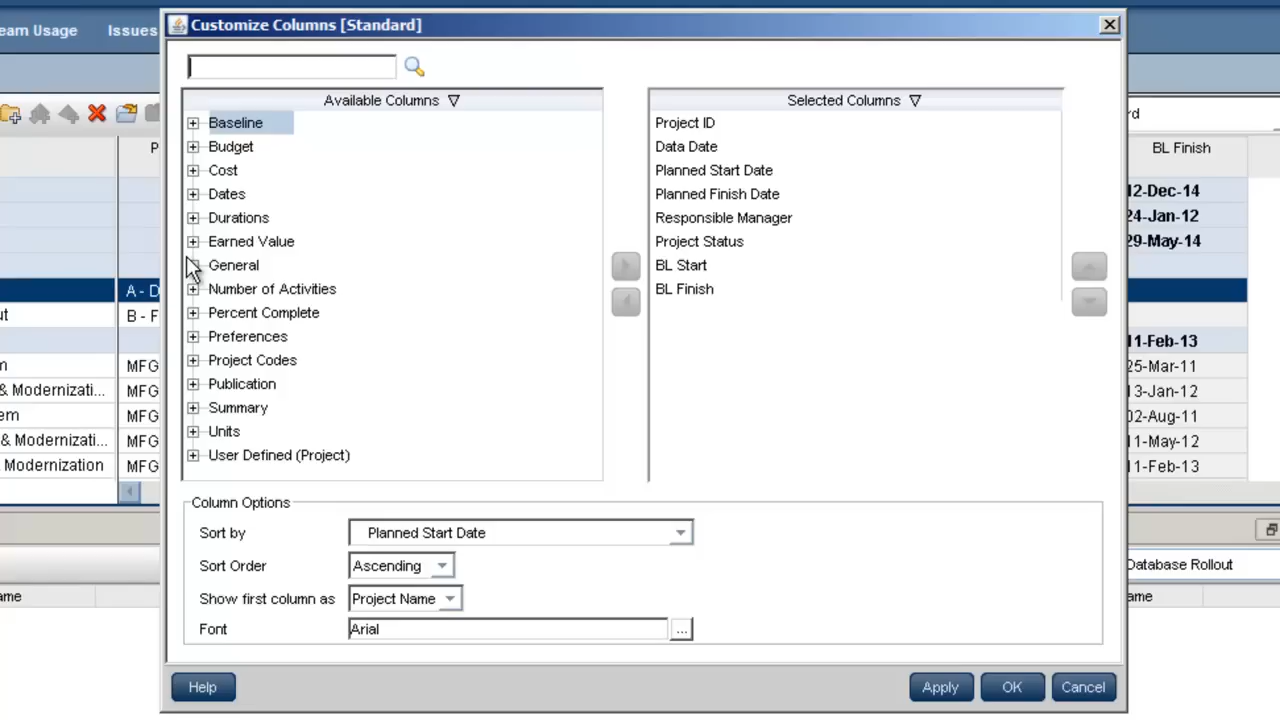 Customize Columns [Standard]
eam Usage
Issues
Available Columns
Selected Columns
Baseline
Budget
Cost
Dates
Durations
Earned Value
General
Number of Activities
Percent Complete
Preferences
Project Codes
Publication
Summary
Units
User Defined (Project)
Project ID
Data Date
Planned Start Date
Planned Finish Date
Responsible Manager
Project Status
BL Start
BL Finish
rd
P
BL Finish
12-Dec-14
24-Jan-12
29-May-14
A - D
ut
B - F
11-Feb-13
m
MFG
25-Mar-11
& Modernizati...
MFG
13-Jan-12
em
MFG
02-Aug-11
& Modernizati...
MFG
11-May-12
Modernization
MFG
11-Feb-13
Column Options
Sort by
Planned Start Date
Sort Order
Ascending
Database Rollout
Show first column as
Project Name
ame
ame
Font
Arial
...
Help
Apply
OK
Cancel